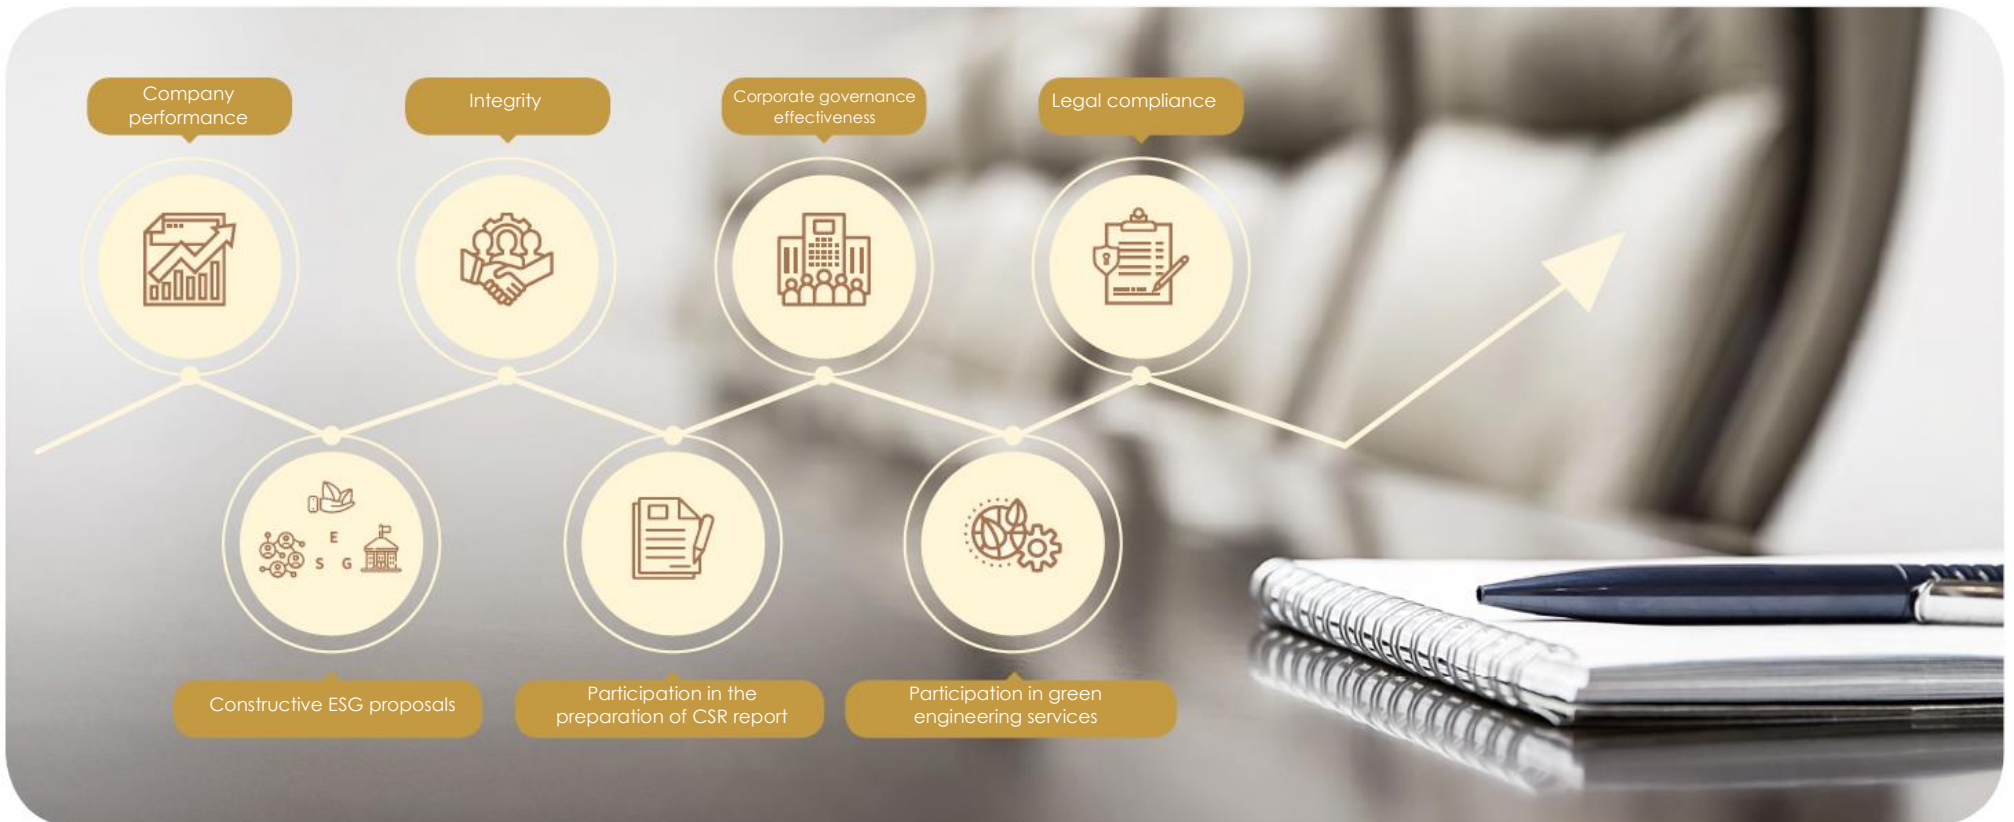 Company
performance
Integrity
Corporate governance
effectiveness
Legal compliance
E
S G
Constructive ESG proposals
Participation in the
preparation of CSR report
Participation in green
engineering services